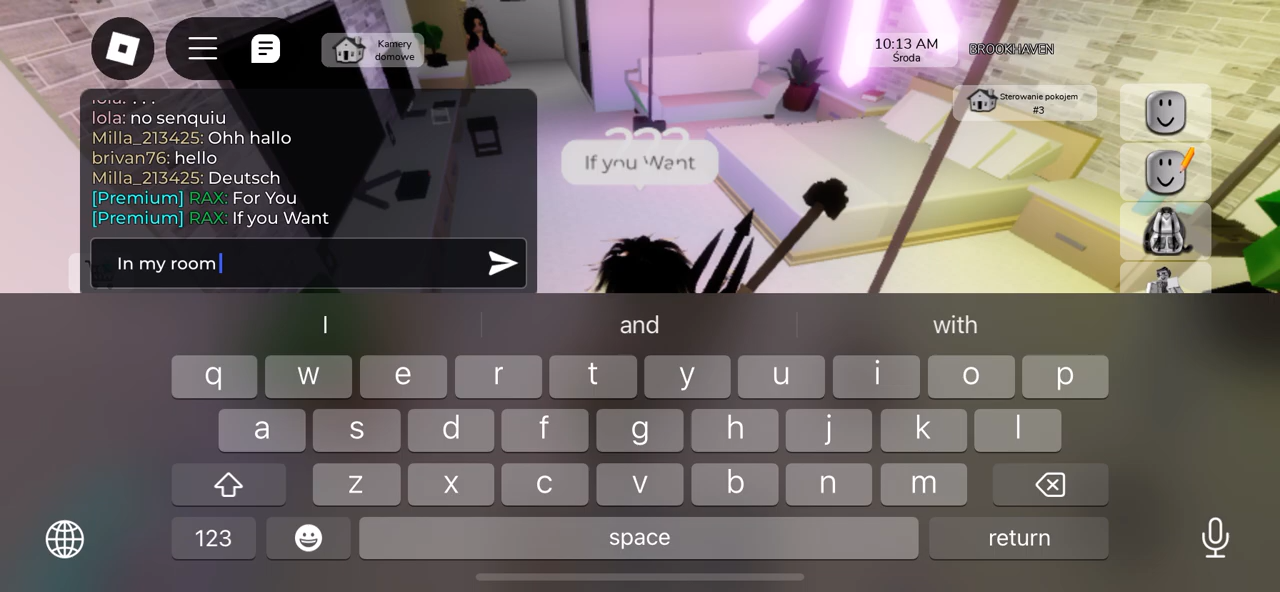 Kamery
domowe
10:13 AM
Środa
BROOKHAVEN
Sterowanie pokojem
#3
lola: . . .
lola: no senquiu
Milla_213425: Ohh hallo
brivan76: hello
Milla_213425: Deutsch
[Premium] RAX: For You
[Premium] RAX: If you Want
???
If you Want
In my room
I and with
q w e r t y u i o p
a s d f g h j k l
z x c v b n m
123 space return